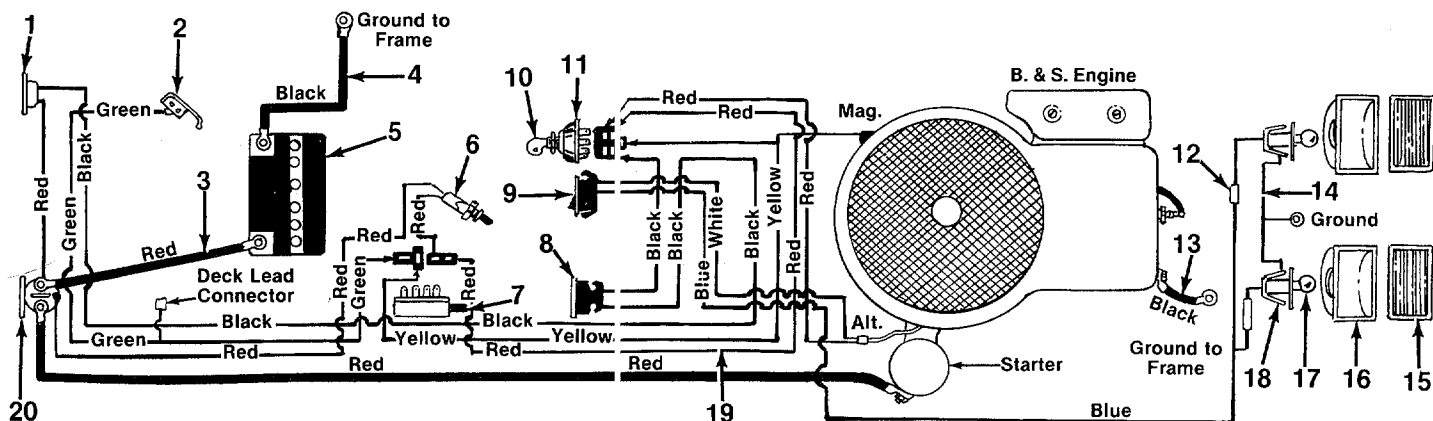 1
2
Ground to
Frame
4
Black
Green
Black
5
Red
Green
3
Red
Deck Lead
Connector
Green
Black
Red
Red
20
6
Red
Red
Red
Green
Red
7
Yellow
Black
Yellow
Red
Red
19
10
11
Red
Red
9
8
Black
Black
White
Blue
Black
Yellow
Red
Red
Mag.
B. & S. Engine
Alt.
Starter
13
Black
Ground to
Frame
12
14
Ground
Blue
18
17
16
15